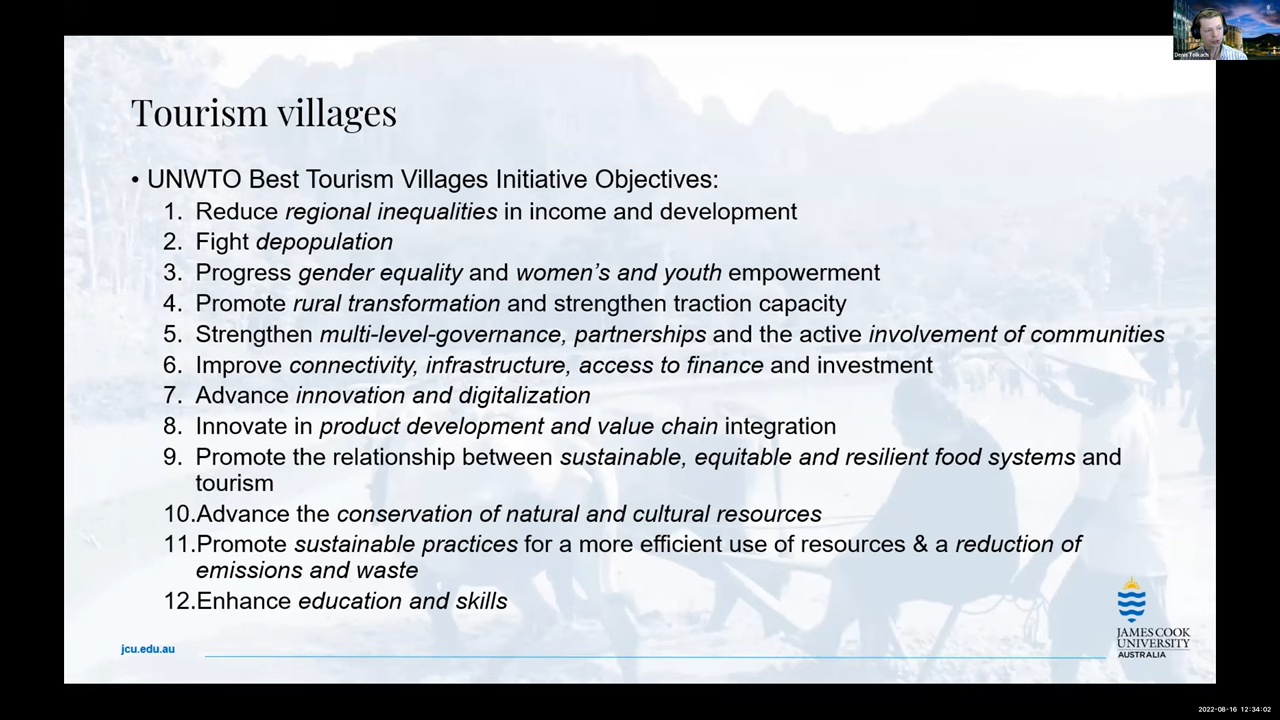 Denis Tolkach
Tourism villages
• UNWTO Best Tourism Villages Initiative Objectives:
1. Reduce regional inequalities in income and development
2. Fight depopulation
3. Progress gender equality and women’s and youth empowerment
4. Promote rural transformation and strengthen traction capacity
5. Strengthen multi-level-governance, partnerships and the active involvement of communities
6. Improve connectivity, infrastructure, access to finance and investment
7. Advance innovation and digitalization
8. Innovate in product development and value chain integration
9. Promote the relationship between sustainable, equitable and resilient food systems and
tourism
10.Advance the conservation of natural and cultural resources
11.Promote sustainable practices for a more efficient use of resources & a reduction of
emissions and waste
12.Enhance education and skills
jcu.edu.au
JAMES COOK
UNIVERSITY
AUSTRALIA
2022-08-16 12:34:02